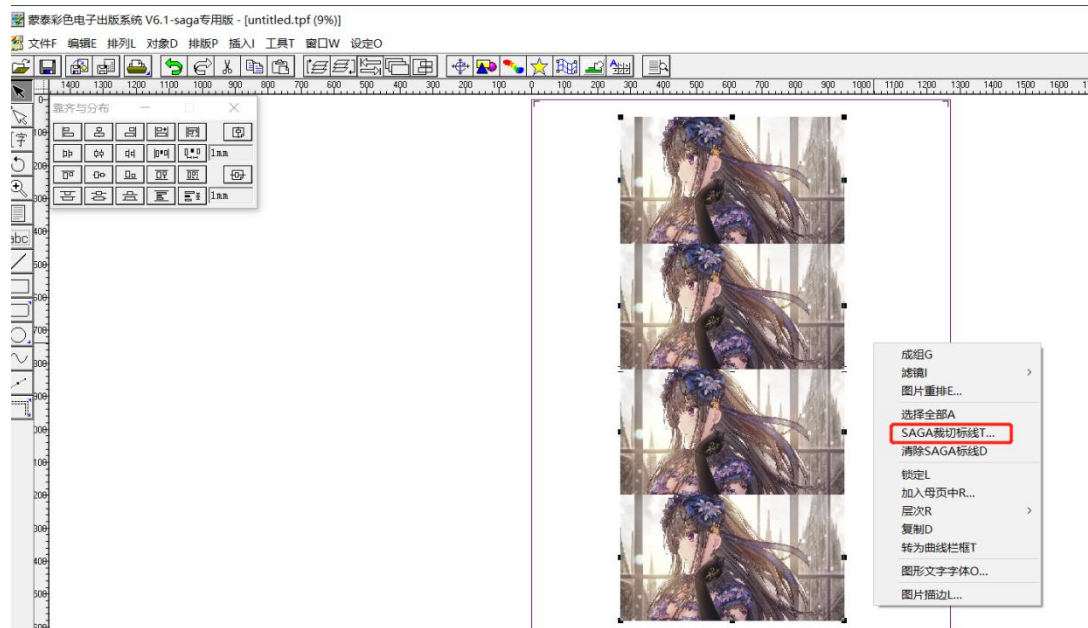 蒙泰彩色电子出版系统 V6.1-saga专用版 - [untitled.tpf (9%)]
文件F 编辑E 排列L 对象D 排版P 插入I 工具T 窗口W 设定O
1400 1300 1200 1100 1000 900 800 700 600 500 400 300 200 100 0 100 200 300 400 500 600 700 800 900 1000 1100 1200 1300 1400 1500 1600
靠齐与分布
1mm
1mm
字
abc
成组G
滤镜I
图片重排E...
选择全部A
SAGA裁切标线T...
清除SAGA标线D
锁定L
加入母页中R...
层次R
复制D
转为曲线栏框T
图形文字字体O...
图片描边L...